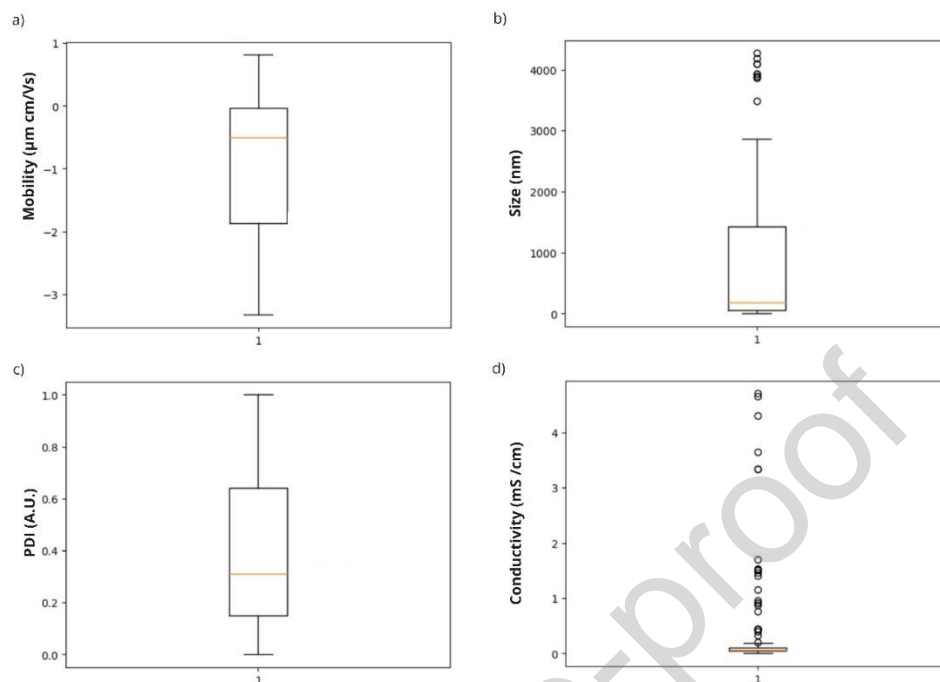 a)
Mobility (µm cm/Vs)
1
0
−1
−2
−3
1
b)
Size (nm)
4000
3000
2000
1000
0
1
c)
PDI (A.U.)
1.0
0.8
0.6
0.4
0.2
0.0
1
d)
Conductivity (mS /cm)
4
3
2
1
0
1
-proof